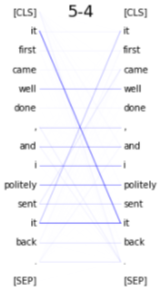 5-4
[CLS] [CLS]
it it
first first
came came
well well
done done
, ,
and and
i i
politely politely
sent sent
it it
back back
. .
[SEP] [SEP]